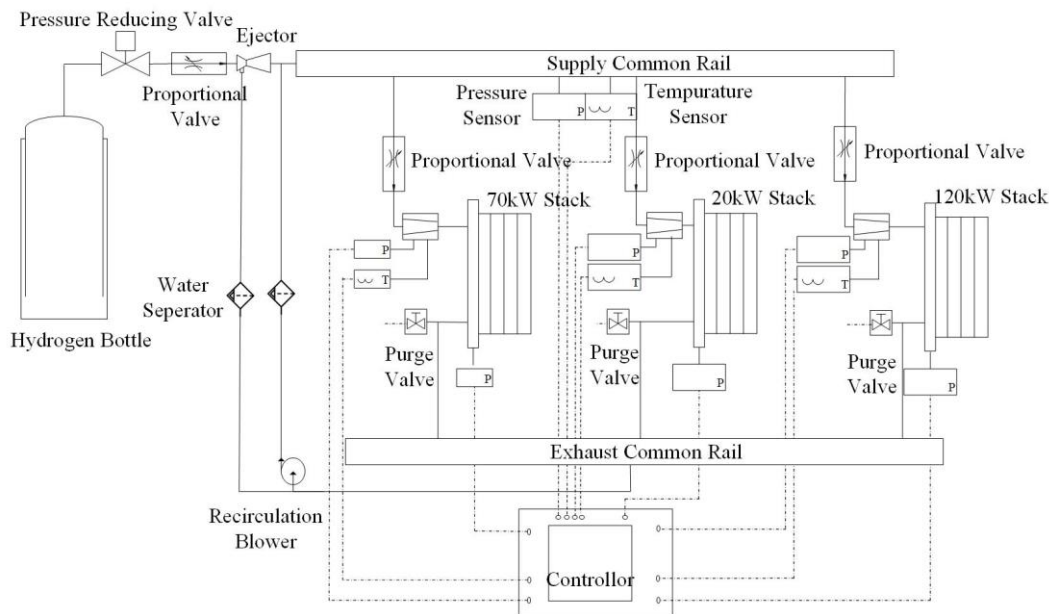 Pressure Reducing Valve
Ejector
Supply Common Rail
Proportional
Valve
Pressure
Sensor
P
T
Tempurature
Sensor
Proportional Valve
Proportional Valve
Proportional Valve
70kW Stack
20kW Stack
120kW Stack
P
T
P
T
P
T
Water
Seperator
Hydrogen Bottle
Purge
Valve
P
Purge
Valve
P
Purge
Valve
P
Exhaust Common Rail
Recirculation
Blower
Controllor